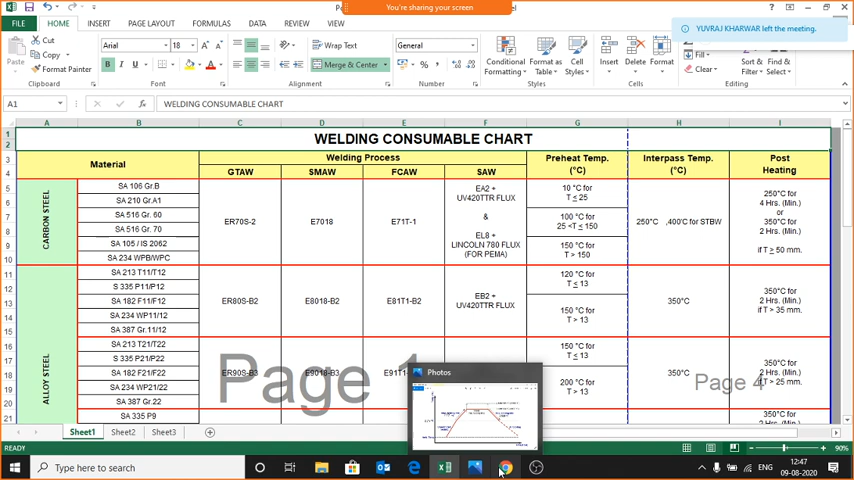 You're sharing your screen
YUVRAJ KHARWAR left the meeting.
FILE HOME INSERT PAGE LAYOUT FORMULAS DATA REVIEW VIEW
Cut
Copy
Format Painter
Paste
Arial 18
B I U
Wrap Text
Merge & Center
General
Conditional Formatting
Format as Table
Cell Styles
Insert Delete Format
Fill
Clear
Sort & Filter
Find & Select
Clipboard Font Alignment Number Styles Cells Editing
A1 WELDING CONSUMABLE CHART
A B C D E F G H I
WELDING CONSUMABLE CHART
Material
Welding Process
GTAW SMAW FCAW SAW
Preheat Temp. (°C)
Interpass Temp. (°C)
Post Heating
CARBON STEEL
SA 106 Gr.B
SA 210 Gr.A1
SA 516 Gr. 60
SA 516 Gr. 70
SA 105 / IS 2062
SA 234 WPB/WPC
ER70S-2
E7018
E71T-1
EA2 +
UV420TTR FLUX
&
EL8 +
LINCOLN 780 FLUX
(FOR PEMA)
10 °C for
T ≤ 25
100 °C for
25 <T ≤ 150
150 °C for
T > 150
250°C ,400'C for STBW
250°C for
4 Hrs. (Min.)
or
350°C for
2 Hrs. (Min.)
if T ≥ 50 mm.
ALLOY STEEL
SA 213 T11/T12
S 335 P11/P12
SA 182 F11/F12
SA 234 WP11/12
SA 387 Gr.11/12
ER80S-B2
E8018-B2
E81T1-B2
EB2 +
UV420TTR FLUX
120 °C for
T ≤ 13
150 °C for
T > 13
350°C
350°C for
2 Hrs. (Min.)
if T > 35 mm.
SA 213 T21/T22
S 335 P21/P22
SA 182 F21/F22
SA 234 WP21/22
SA 387 Gr.22
ER90S-B3
E9018-B3
150 °C for
T ≤ 13
200 °C for
T > 13
350°C
350°C for
2 Hrs. (Min.)
if T > 25 mm.
SA 335 P9
350°C for
Page 1
Page 4
Photos
Sheet1 Sheet2 Sheet3
READY
90%
Type here to search
ENG
12:47
09-08-2020